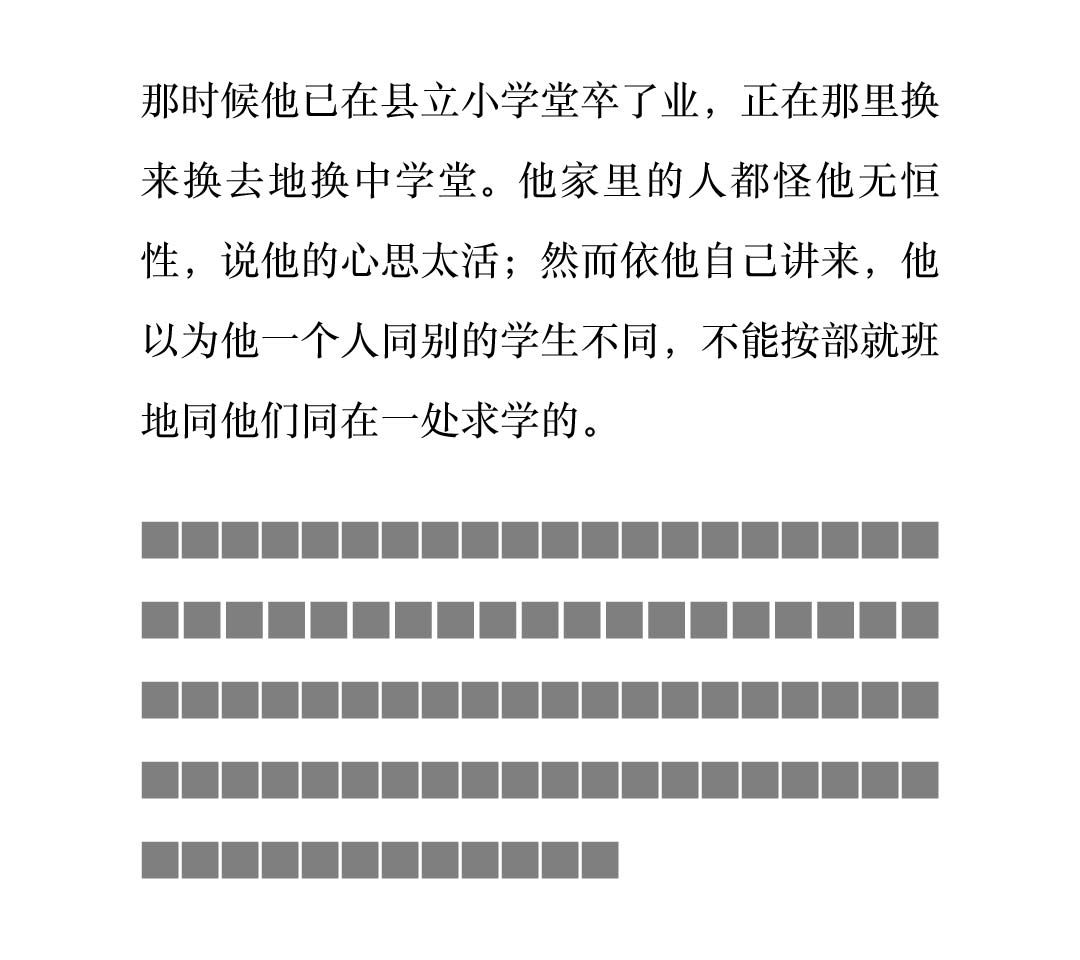 那时候他已在县立小学堂卒了业，正在那里换
来换去地换中学堂。他家里的人都怪他无恒
性，说他的心思太活；然而依他自己讲来，他
以为他一个人同别的学生不同，不能按部就班
地同他们同在一处求学的。